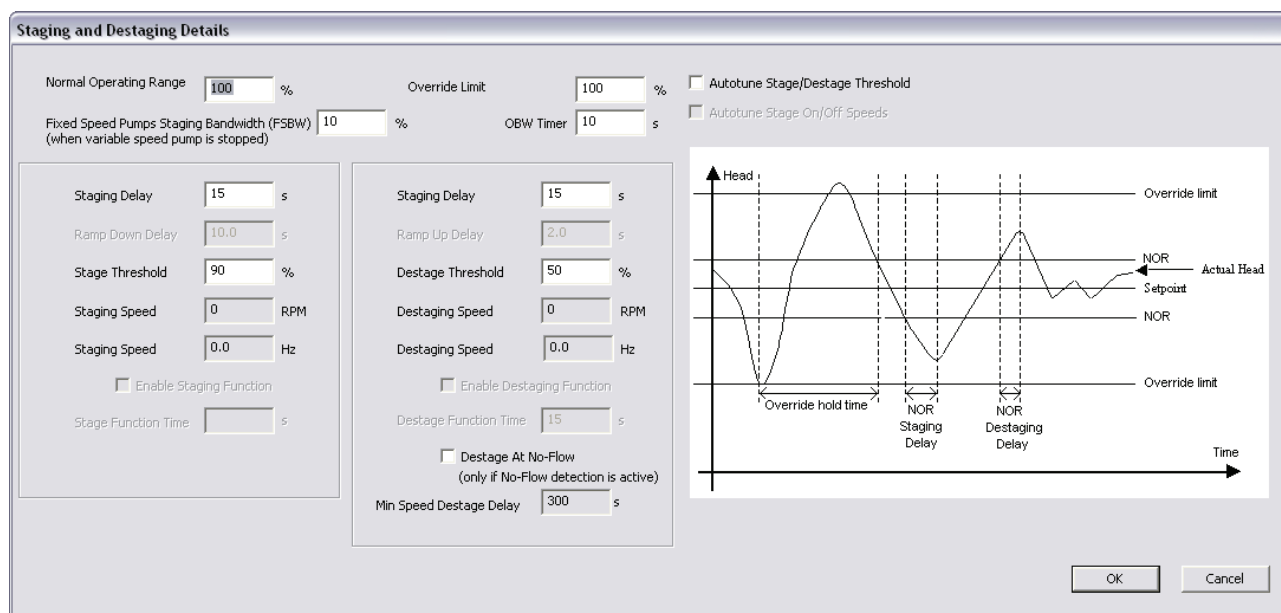 Staging and Destaging Details
Normal Operating Range 100 %
Override Limit 100 %
Autotune Stage/Destage Threshold
Autotune Stage On/Off Speeds
Fixed Speed Pumps Staging Bandwidth (FSBW) 10 %
(when variable speed pump is stopped)
OBW Timer 10 s
Staging Delay 15 s
Ramp Down Delay 10.0 s
Stage Threshold 90 %
Staging Speed 0 RPM
Staging Speed 0.0 Hz
Enable Staging Function
Stage Function Time s
Staging Delay 15 s
Ramp Up Delay 2.0 s
Destage Threshold 50 %
Destaging Speed 0 RPM
Destaging Speed 0.0 Hz
Enable Destaging Function
Destage Function Time 15 s
Destage At No-Flow
(only if No-Flow detection is active)
Min Speed Destage Delay 300 s
Head
Override limit
NOR
Actual Head
Setpoint
NOR
Override limit
Override hold time
NOR
Staging
Delay
NOR
Destaging
Delay
Time
OK
Cancel